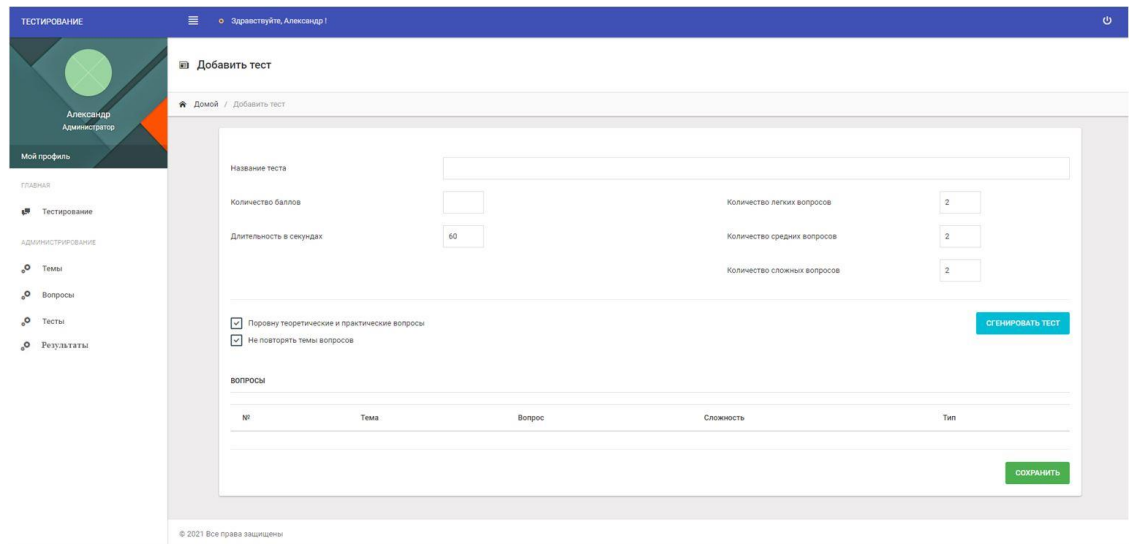 ТЕСТИРОВАНИЕ
Здравствуйте, Александр !
Александр
Администратор
Мой профиль
ГЛАВНАЯ
Тестирование
АДМИНИСТРИРОВАНИЕ
Темы
Вопросы
Тесты
Результаты
Добавить тест
Домой / Добавить тест
Название теста
Количество баллов
Количество легких вопросов 2
Длительность в секундах 60
Количество средних вопросов 2
Количество сложных вопросов 2
Поровну теоретические и практические вопросы
СГЕНИРОВАТЬ ТЕСТ
Не повторять темы вопросов
ВОПРОСЫ
№ Тема Вопрос Сложность Тип
СОХРАНИТЬ
© 2021 Все права защищены